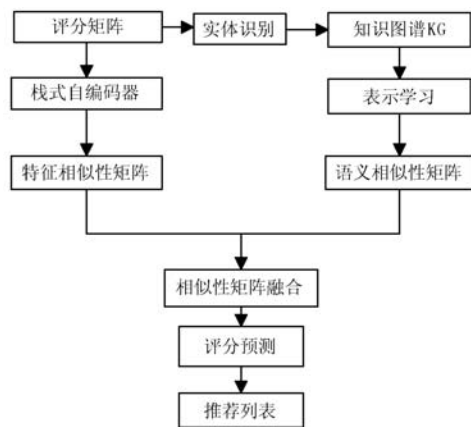 评分矩阵
实体识别
知识图谱KG
栈式自编码器
表示学习
特征相似性矩阵
语义相似性矩阵
相似性矩阵融合
评分预测
推荐列表